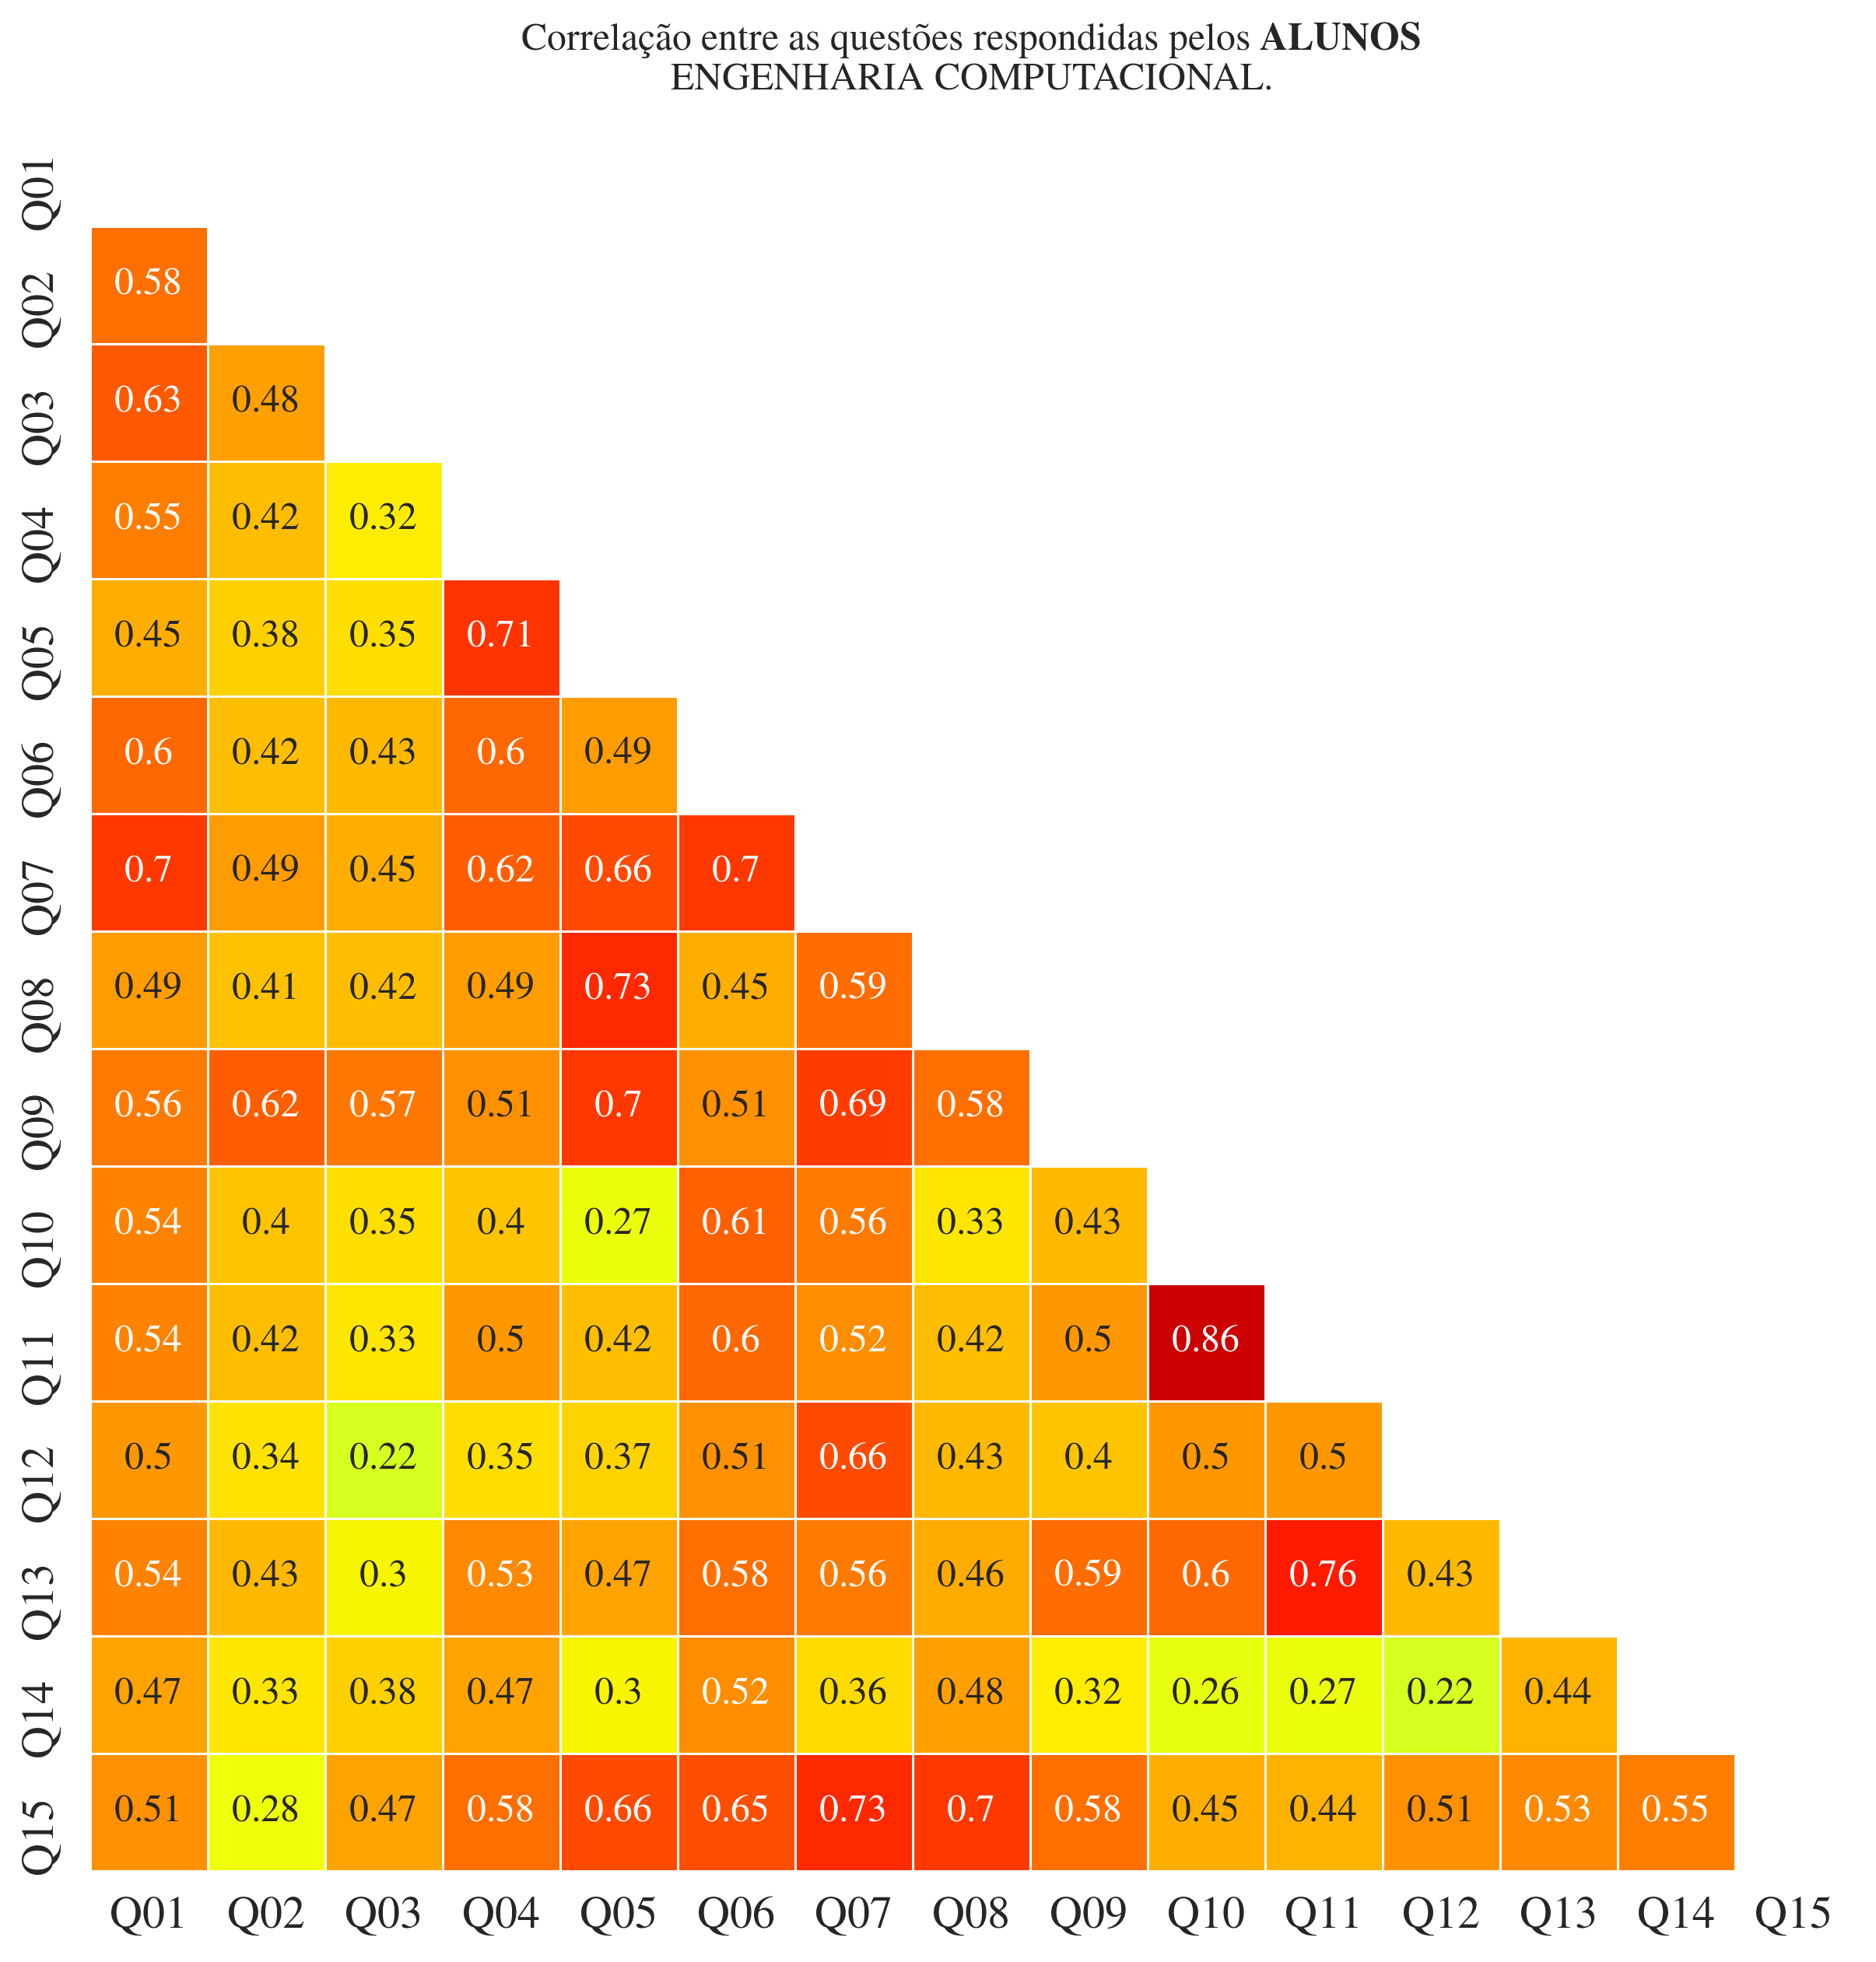 Correlação entre as questões respondidas pelos ALUNOS
ENGENHARIA COMPUTACIONAL.
Q01
Q02 0.58
Q03 0.63 0.48
Q04 0.55 0.42 0.32
Q05 0.45 0.38 0.35 0.71
Q06 0.6 0.42 0.43 0.6 0.49
Q07 0.7 0.49 0.45 0.62 0.66 0.7
Q08 0.49 0.41 0.42 0.49 0.73 0.45 0.59
Q09 0.56 0.62 0.57 0.51 0.7 0.51 0.69 0.58
Q10 0.54 0.4 0.35 0.4 0.27 0.61 0.56 0.33 0.43
Q11 0.54 0.42 0.33 0.5 0.42 0.6 0.52 0.42 0.5 0.86
Q12 0.5 0.34 0.22 0.35 0.37 0.51 0.66 0.43 0.4 0.5 0.5
Q13 0.54 0.43 0.3 0.53 0.47 0.58 0.56 0.46 0.59 0.6 0.76 0.43
Q14 0.47 0.33 0.38 0.47 0.3 0.52 0.36 0.48 0.32 0.26 0.27 0.22 0.44
Q15 0.51 0.28 0.47 0.58 0.66 0.65 0.73 0.7 0.58 0.45 0.44 0.51 0.53 0.55
Q01 Q02 Q03 Q04 Q05 Q06 Q07 Q08 Q09 Q10 Q11 Q12 Q13 Q14 Q15